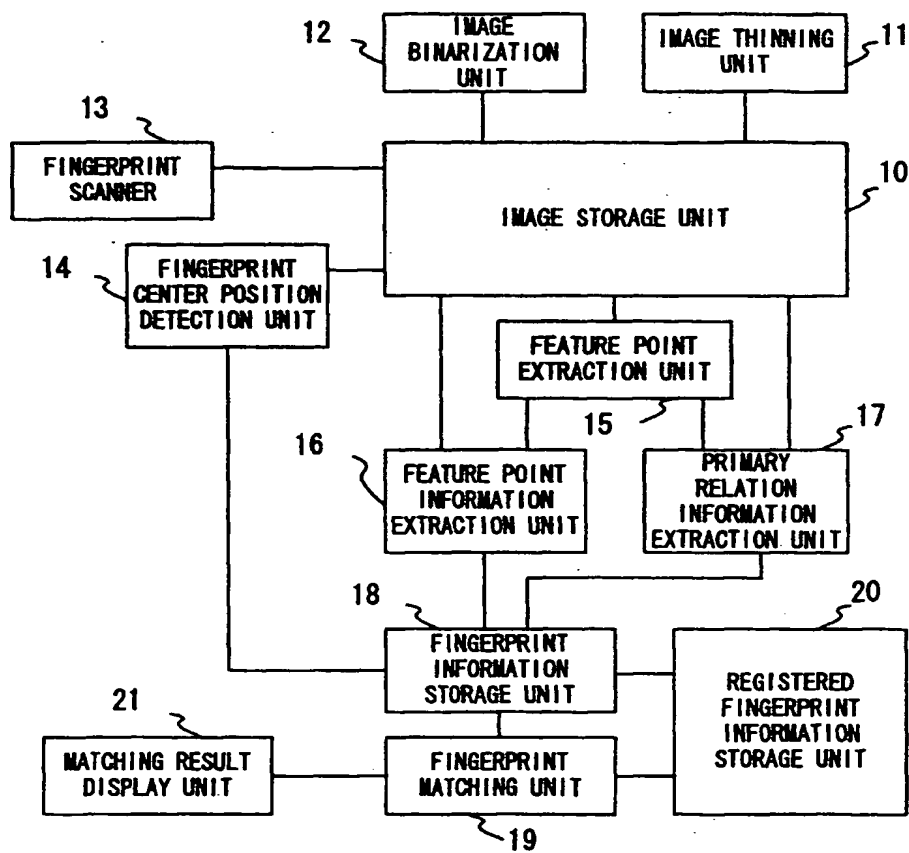 12
IMAGE
BINARIZATION
UNIT
IMAGE THINNING
UNIT
11
13
FINGERPRINT
SCANNER
IMAGE STORAGE UNIT
10
14
FINGERPRINT
CENTER POSITION
DETECTION UNIT
FEATURE POINT
EXTRACTION UNIT
15
16
FEATURE POINT
INFORMATION
EXTRACTION UNIT
17
PRIMARY
RELATION
INFORMATION
EXTRACTION UNIT
18
FINGERPRINT
INFORMATION
STORAGE UNIT
20
REGISTERED
FINGERPRINT
INFORMATION
STORAGE UNIT
21
MATCHING RESULT
DISPLAY UNIT
FINGERPRINT
MATCHING UNIT
19